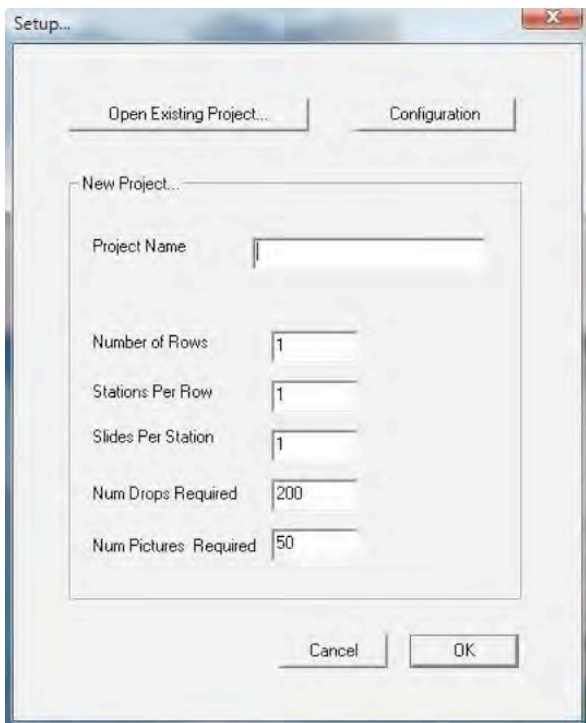 Setup...
Open Existing Project... Configuration
New Project...
Project Name
Number of Rows 1
Stations Per Row 1
Slides Per Station 1
Num Drops Required 200
Num Pictures Required 50
Cancel OK